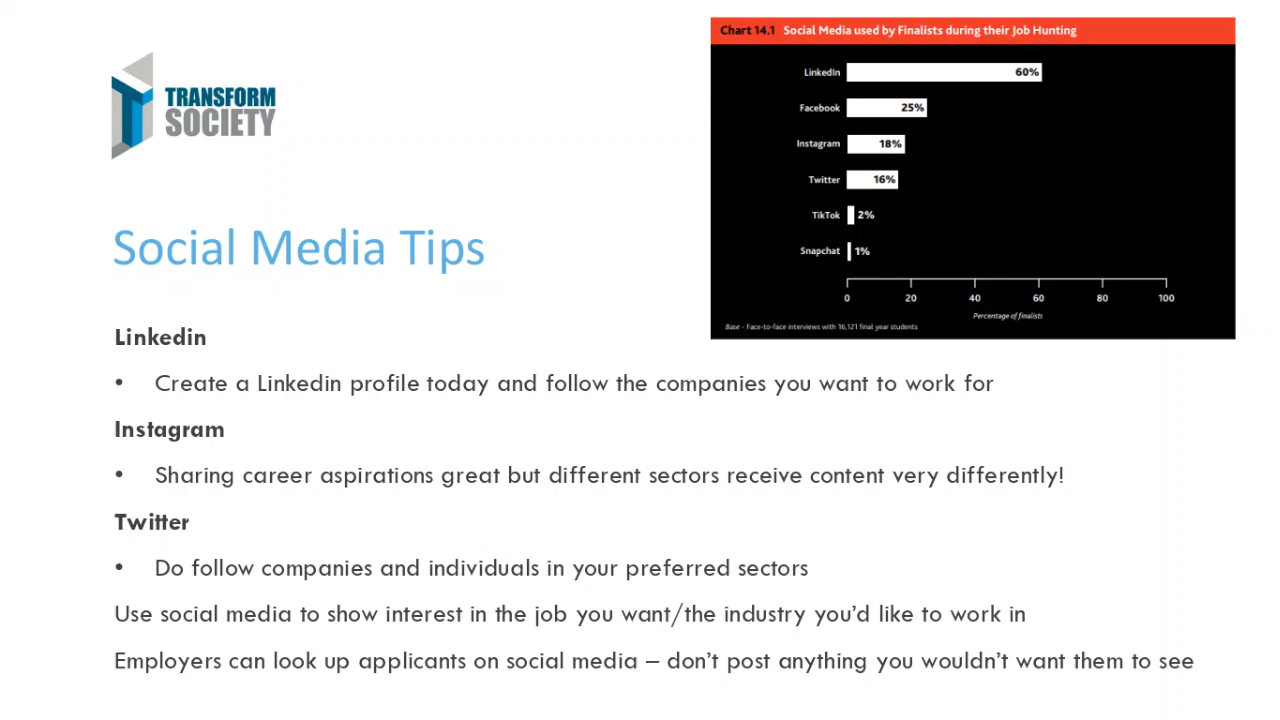 Chart 14.1 Social Media used by Finalists during their Job Hunting
LinkedIn 60%
Facebook 25%
Instagram 18%
Twitter 16%
TikTok 2%
Snapchat 1%
0 20 40 60 80 100
Percentage of finalists
Base - Face-to-face interviews with 16,121 final year students
TRANSFORM
SOCIETY
Social Media Tips
Linkedin
• Create a Linkedin profile today and follow the companies you want to work for
Instagram
• Sharing career aspirations great but different sectors receive content very differently!
Twitter
• Do follow companies and individuals in your preferred sectors
Use social media to show interest in the job you want/the industry you'd like to work in
Employers can look up applicants on social media – don't post anything you wouldn't want them to see